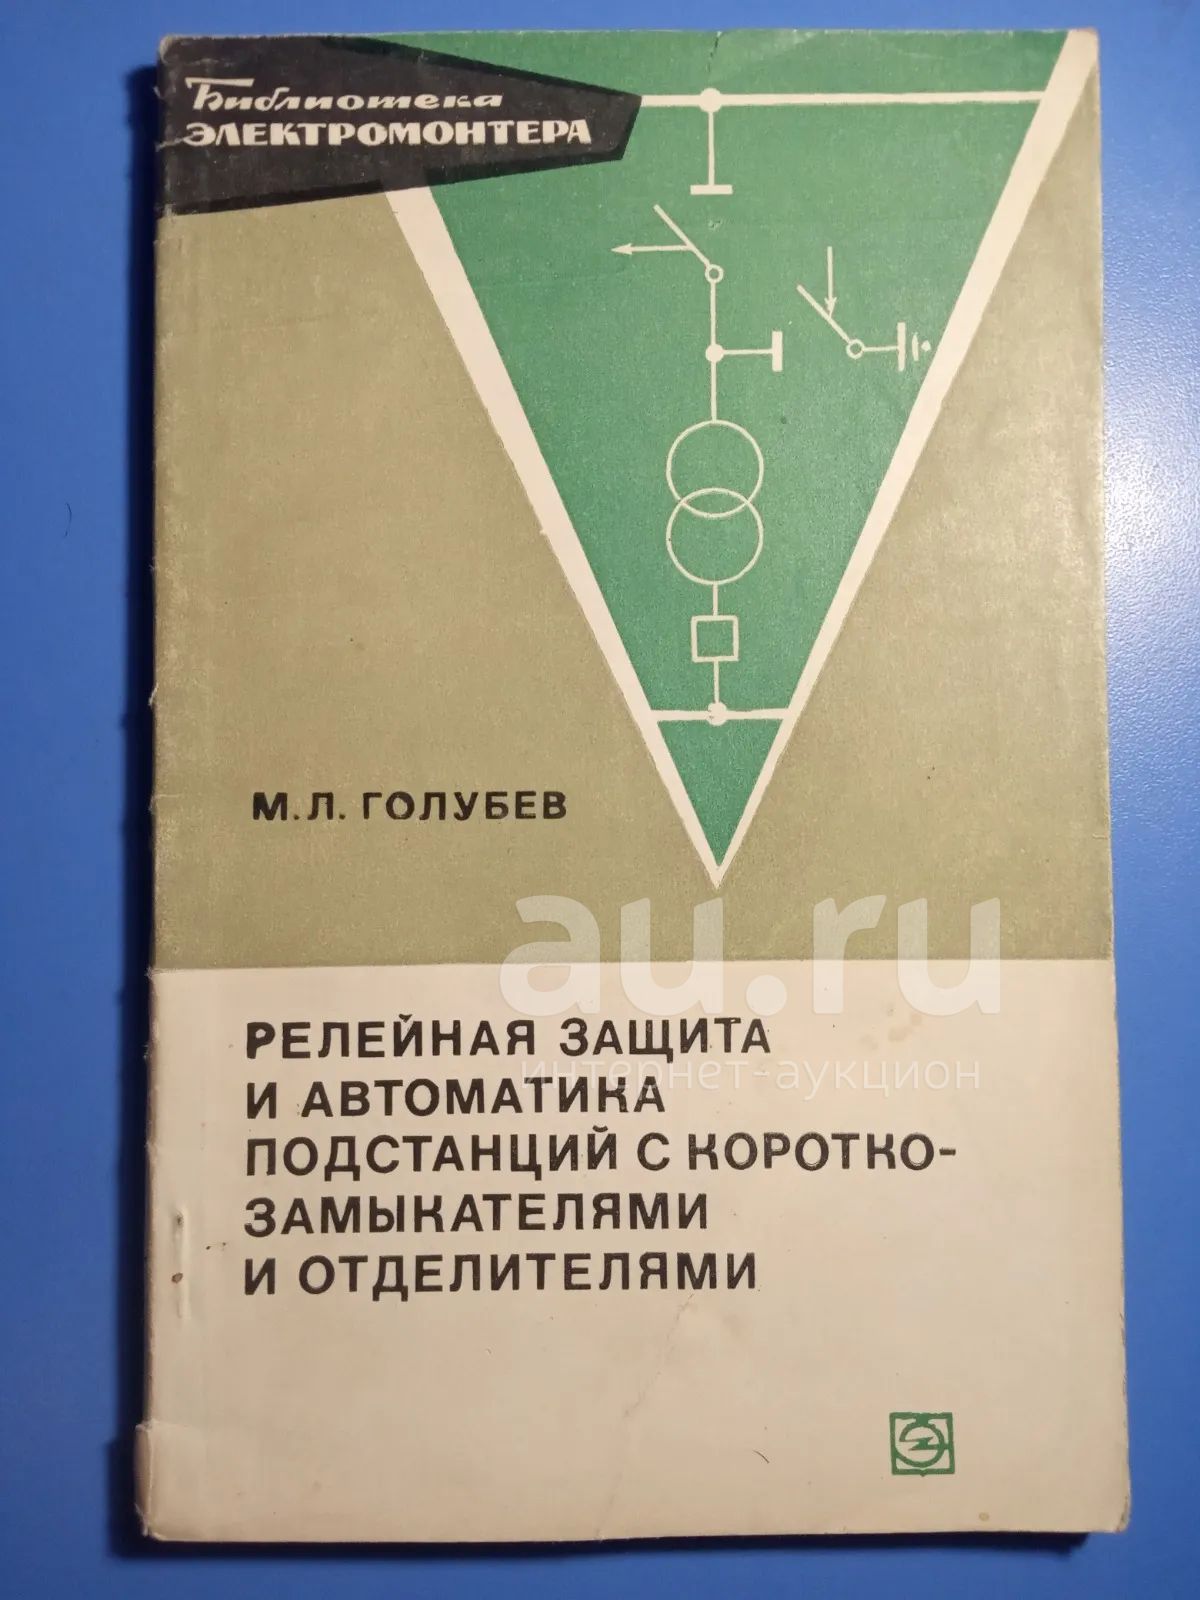 Библиотека
ЭЛЕКТРОМОНТЕРА
М.Л. ГОЛУБЕВ
au.ru
интернет-аукцион
РЕЛЕЙНАЯ ЗАЩИТА
И АВТОМАТИКА
ПОДСТАНЦИЙ С КОРОТКО-
ЗАМЫКАТЕЛЯМИ
И ОТДЕЛИТЕЛЯМИ